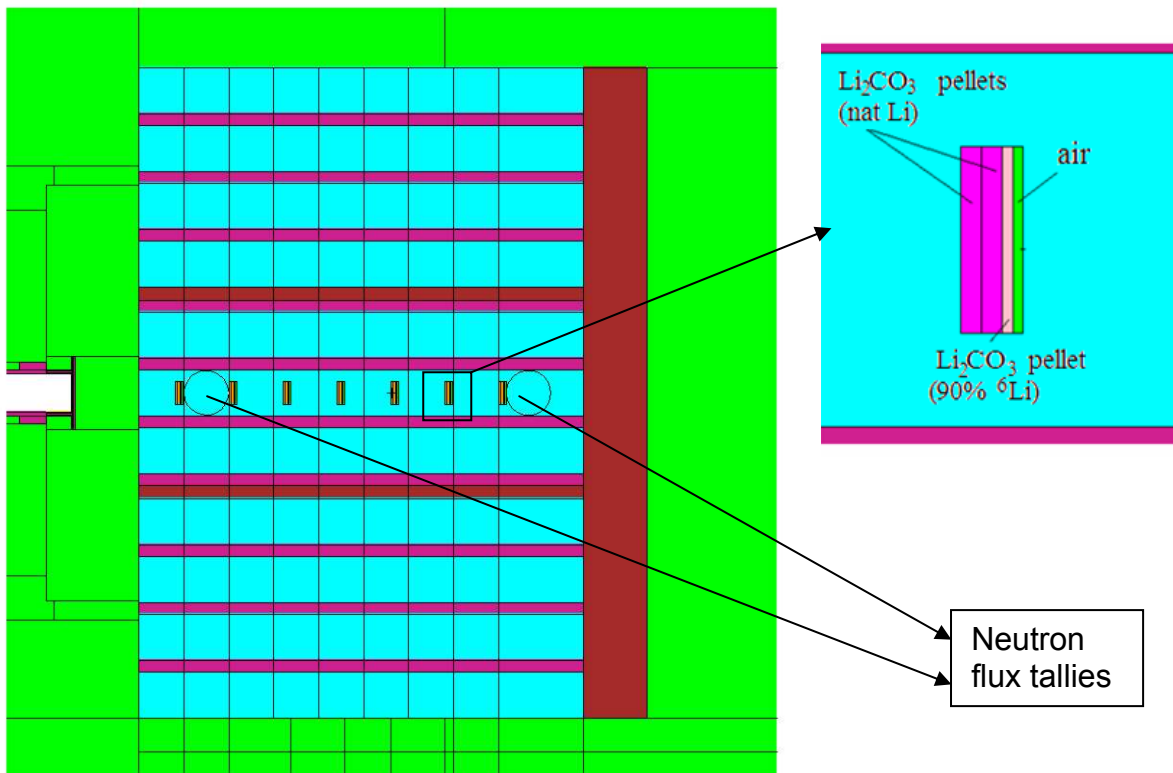 Li₂CO₃ pellets
(nat Li)
air
Li₂CO₃ pellet
(90% ⁶Li)
Neutron
flux tallies